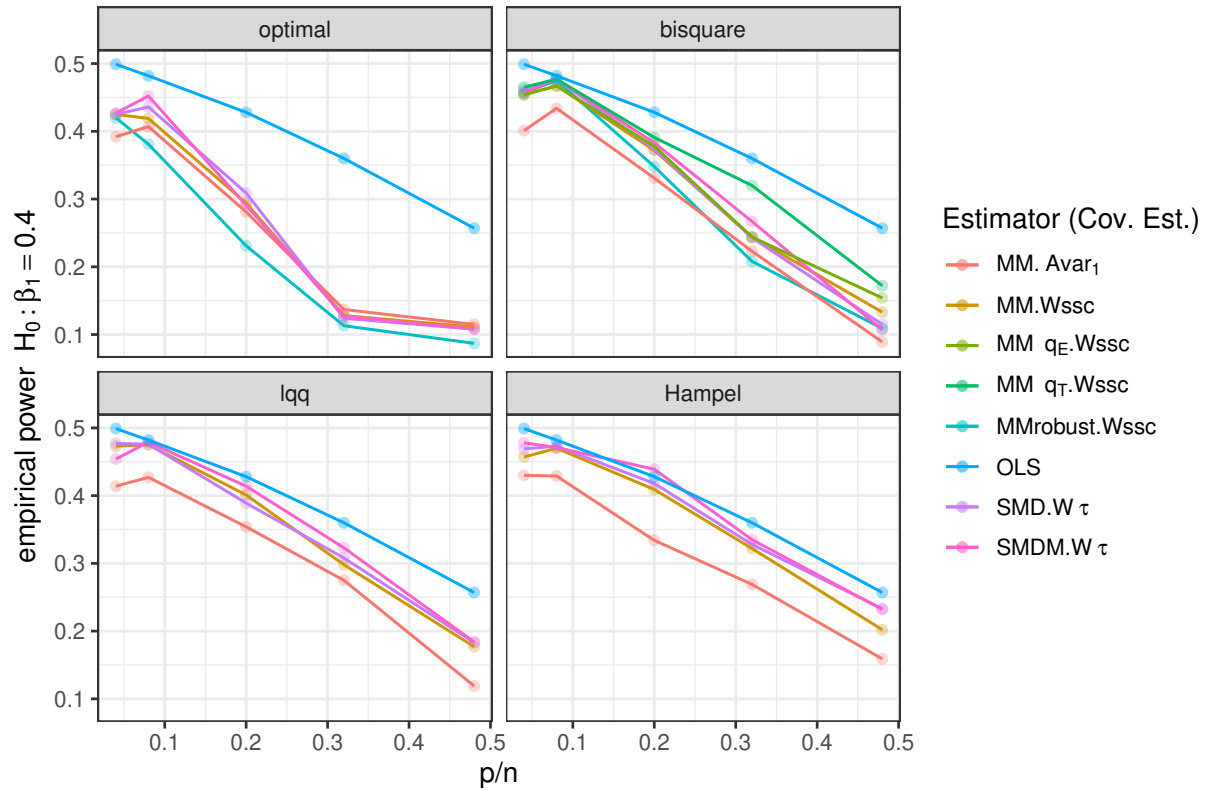 optimal
bisquare
0.5
0.4
0.3
0.2
0.1
lqq
Hampel
0.5
0.4
0.3
0.2
0.1
0.1 0.2 0.3 0.4 0.5
0.1 0.2 0.3 0.4 0.5
p/n
empirical power H₀ : β₁ = 0.4
Estimator (Cov. Est.)
MM. Avar₁
MM.Wssc
MM q_E.Wssc
MM q_T.Wssc
MMrobust.Wssc
OLS
SMD.W τ
SMDM.W τ